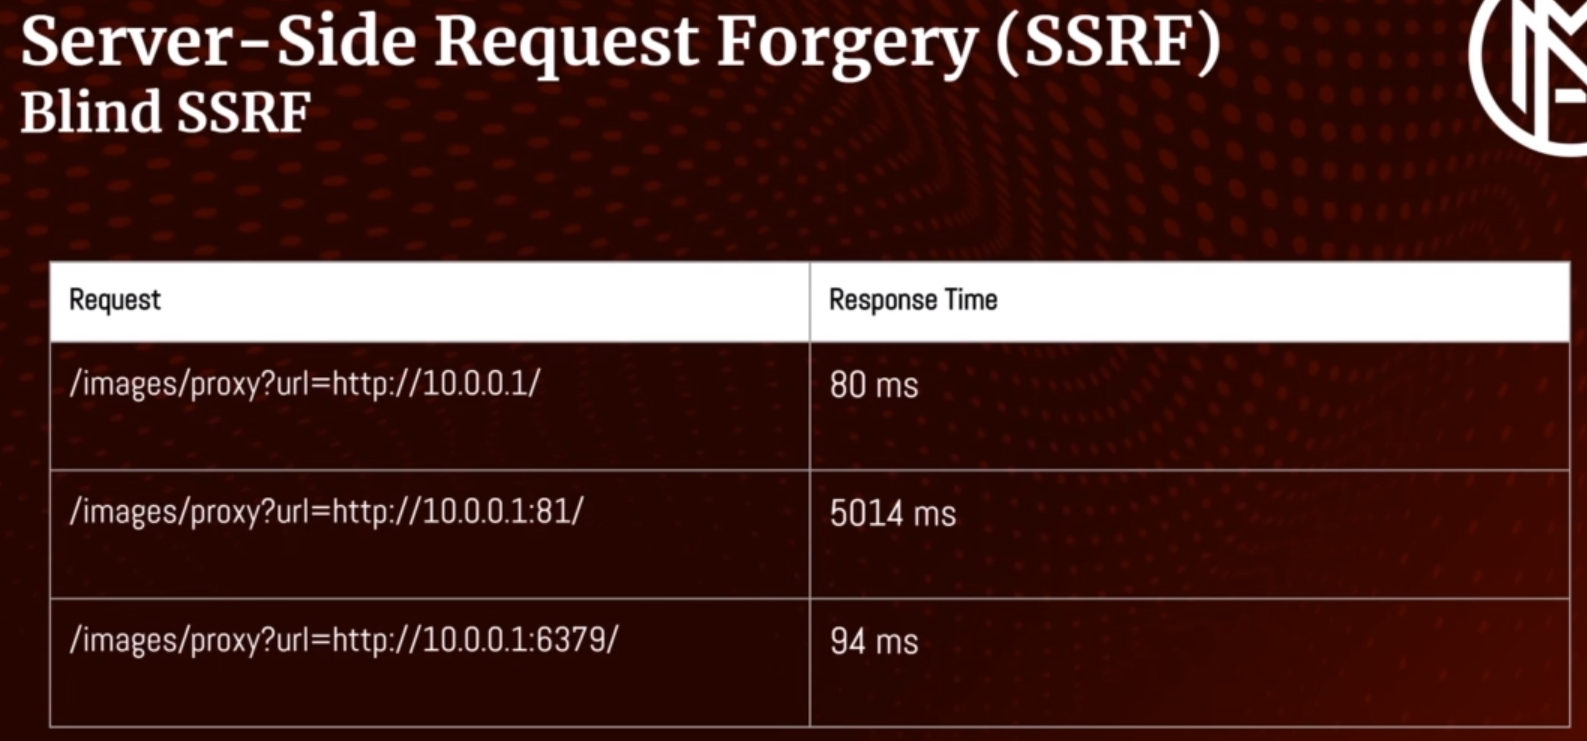 Server-Side Request Forgery (SSRF)
Blind SSRF
Request Response Time
/images/proxy?url=http://10.0.0.1/ 80 ms
/images/proxy?url=http://10.0.0.1:81/ 5014 ms
/images/proxy?url=http://10.0.0.1:6379/ 94 ms